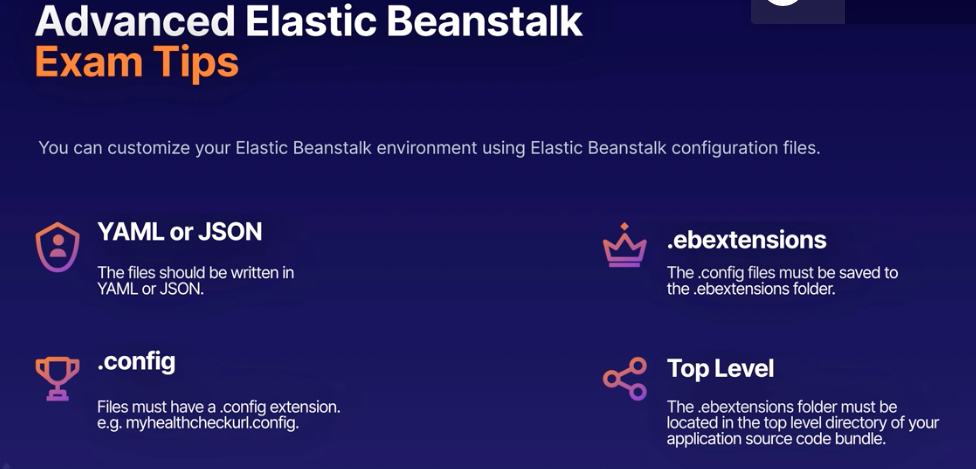 Advanced Elastic Beanstalk
Exam Tips
You can customize your Elastic Beanstalk environment using Elastic Beanstalk configuration files.
YAML or JSON
The files should be written in
YAML or JSON.
.ebextensions
The .config files must be saved to
the .ebextensions folder.
.config
Files must have a .config extension.
e.g. myhealthcheckurl.config.
Top Level
The .ebextensions folder must be
located in the top level directory of your
application source code bundle.